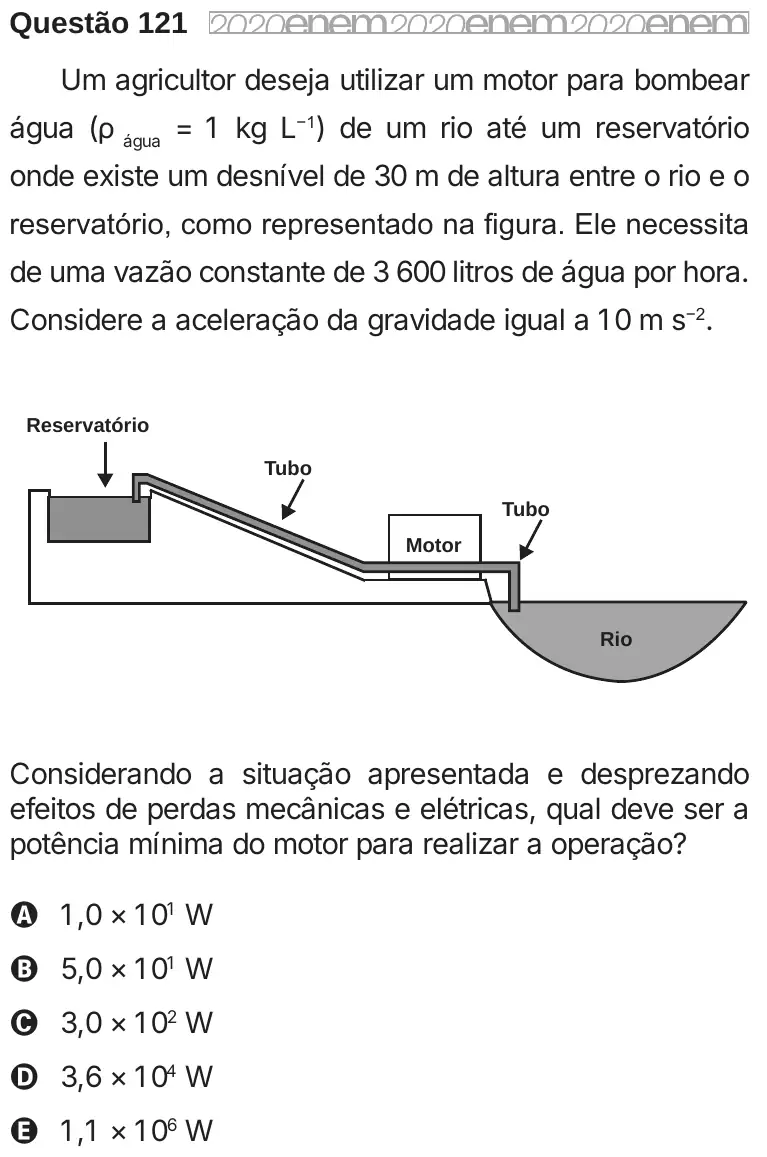 Questão 121 2020enem2020enem2020enem
Um agricultor deseja utilizar um motor para bombear
água (ρ água = 1 kg L⁻¹) de um rio até um reservatório
onde existe um desnível de 30 m de altura entre o rio e o
reservatório, como representado na figura. Ele necessita
de uma vazão constante de 3 600 litros de água por hora.
Considere a aceleração da gravidade igual a 10 m s⁻².
Reservatório
Tubo
Tubo
Motor
Rio
Considerando a situação apresentada e desprezando
efeitos de perdas mecânicas e elétricas, qual deve ser a
potência mínima do motor para realizar a operação?
A 1,0 × 10¹ W
B 5,0 × 10¹ W
C 3,0 × 10² W
D 3,6 × 10⁴ W
E 1,1 × 10⁶ W